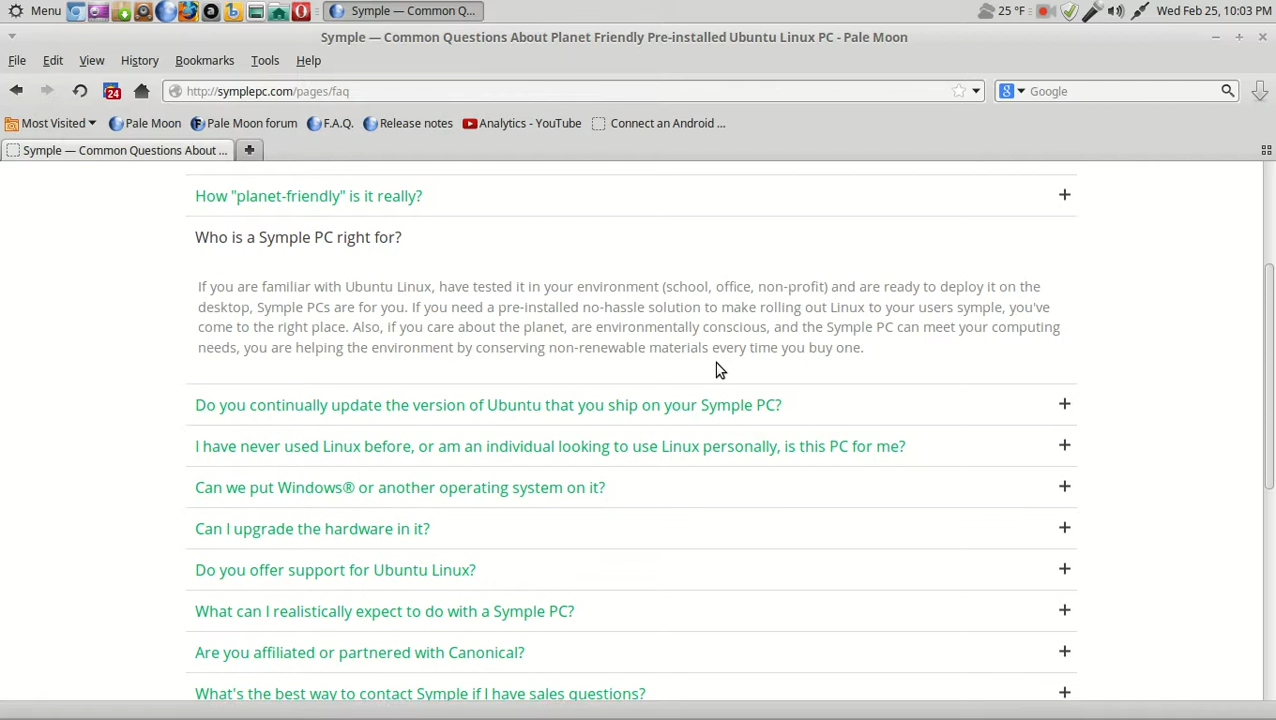 Menu
Symple — Common Q...
25 °F
Wed Feb 25, 10:03 PM
Symple — Common Questions About Planet Friendly Pre-installed Ubuntu Linux PC - Pale Moon
File Edit View History Bookmarks Tools Help
24
http://symplepc.com/pages/faq
8
Google
Most Visited
Pale Moon
Pale Moon forum
F.A.Q.
Release notes
Analytics - YouTube
Connect an Android ...
Symple — Common Questions About ...
How "planet-friendly" is it really?
Who is a Symple PC right for?
If you are familiar with Ubuntu Linux, have tested it in your environment (school, office, non-profit) and are ready to deploy it on the
desktop, Symple PCs are for you. If you need a pre-installed no-hassle solution to make rolling out Linux to your users symple, you've
come to the right place. Also, if you care about the planet, are environmentally conscious, and the Symple PC can meet your computing
needs, you are helping the environment by conserving non-renewable materials every time you buy one.
Do you continually update the version of Ubuntu that you ship on your Symple PC?
I have never used Linux before, or am an individual looking to use Linux personally, is this PC for me?
Can we put Windows® or another operating system on it?
Can I upgrade the hardware in it?
Do you offer support for Ubuntu Linux?
What can I realistically expect to do with a Symple PC?
Are you affiliated or partnered with Canonical?
What's the best way to contact Symple if I have sales questions?